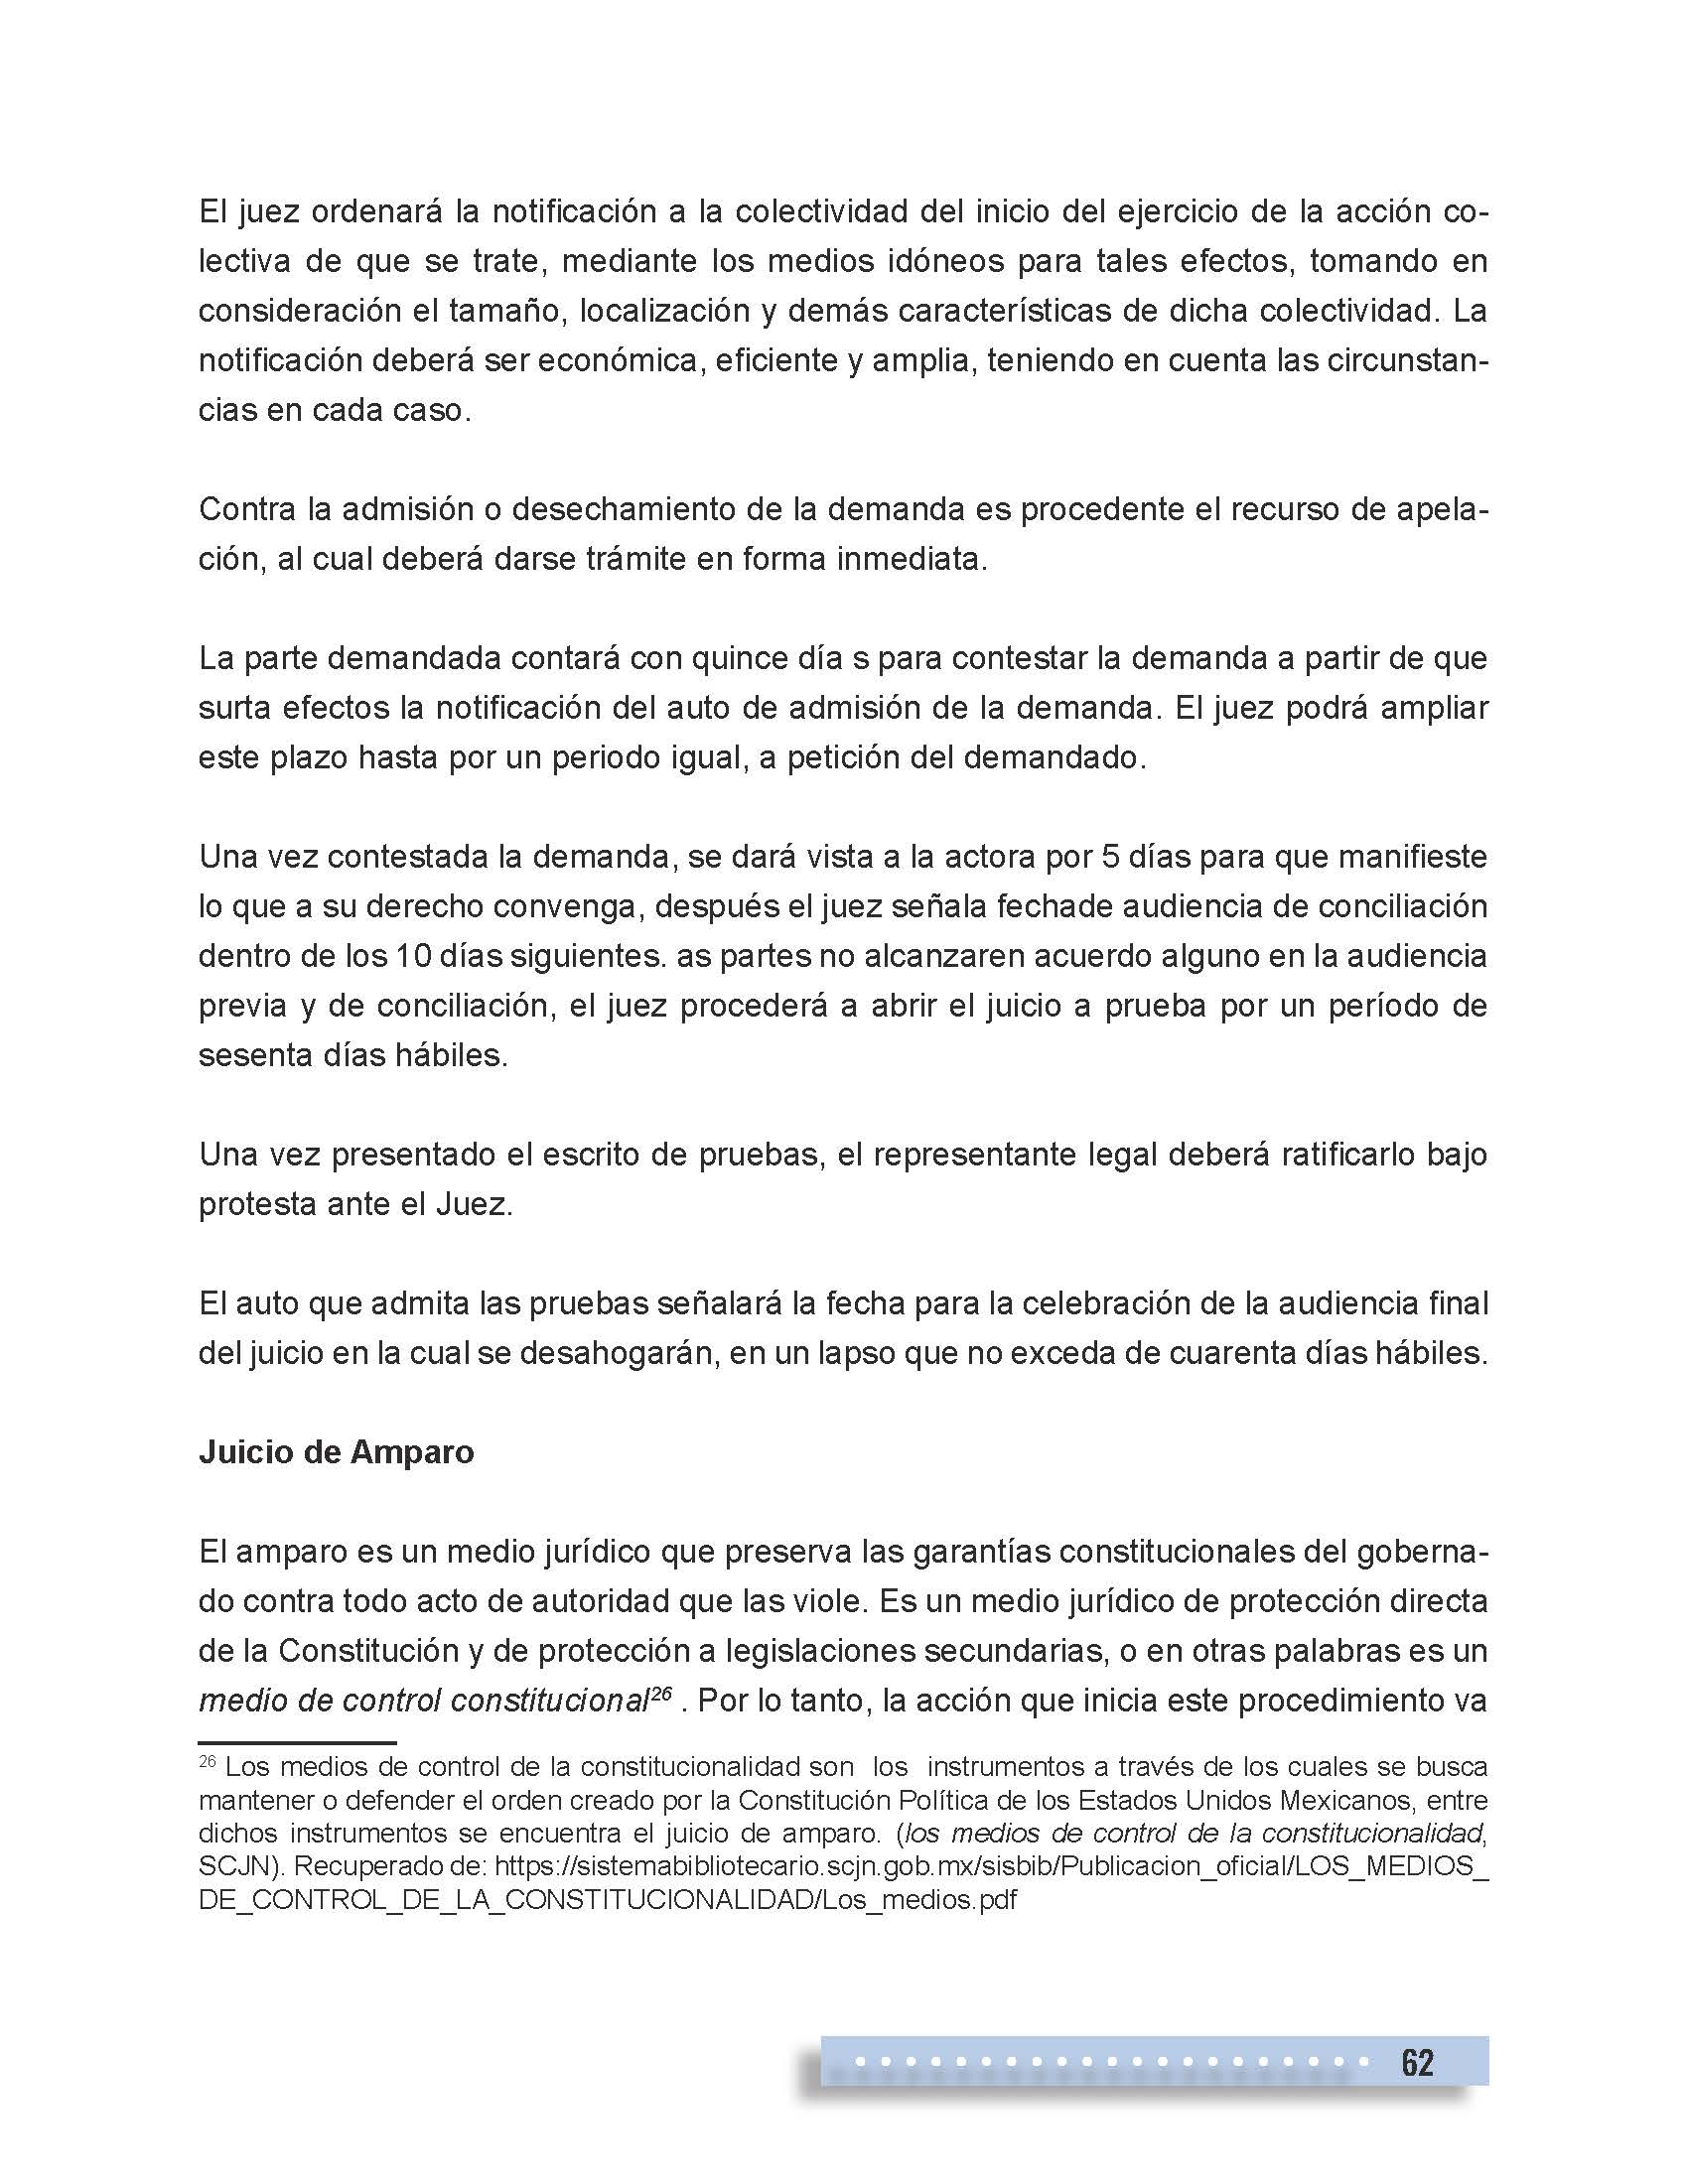 El juez ordenará la notificación a la colectividad del inicio del ejercicio de la acción co-
lectiva de que se trate, mediante los medios idóneos para tales efectos, tomando en
consideración el tamaño, localización y demás características de dicha colectividad. La
notificación deberá ser económica, eficiente y amplia, teniendo en cuenta las circunstan-
cias en cada caso.
Contra la admisión o desechamiento de la demanda es procedente el recurso de apela-
ción, al cual deberá darse trámite en forma inmediata.
La parte demandada contará con quince día s para contestar la demanda a partir de que
surta efectos la notificación del auto de admisión de la demanda. El juez podrá ampliar
este plazo hasta por un periodo igual, a petición del demandado.
Una vez contestada la demanda, se dará vista a la actora por 5 días para que manifieste
lo que a su derecho convenga, después el juez señala fechade audiencia de conciliación
dentro de los 10 días siguientes. as partes no alcanzaren acuerdo alguno en la audiencia
previa y de conciliación, el juez procederá a abrir el juicio a prueba por un período de
sesenta días hábiles.
Una vez presentado el escrito de pruebas, el representante legal deberá ratificarlo bajo
protesta ante el Juez.
El auto que admita las pruebas señalará la fecha para la celebración de la audiencia final
del juicio en la cual se desahogarán, en un lapso que no exceda de cuarenta días hábiles.
Juicio de Amparo
El amparo es un medio jurídico que preserva las garantías constitucionales del goberna-
do contra todo acto de autoridad que las viole. Es un medio jurídico de protección directa
de la Constitución y de protección a legislaciones secundarias, o en otras palabras es un
medio de control constitucional26 . Por lo tanto, la acción que inicia este procedimiento va
26 Los medios de control de la constitucionalidad son  los  instrumentos a través de los cuales se busca
mantener o defender el orden creado por la Constitución Política de los Estados Unidos Mexicanos, entre
dichos instrumentos se encuentra el juicio de amparo. (los medios de control de la constitucionalidad,
SCJN). Recuperado de: https://sistemabibliotecario.scjn.gob.mx/sisbib/Publicacion_oficial/LOS_MEDIOS_
DE_CONTROL_DE_LA_CONSTITUCIONALIDAD/Los_medios.pdf
62